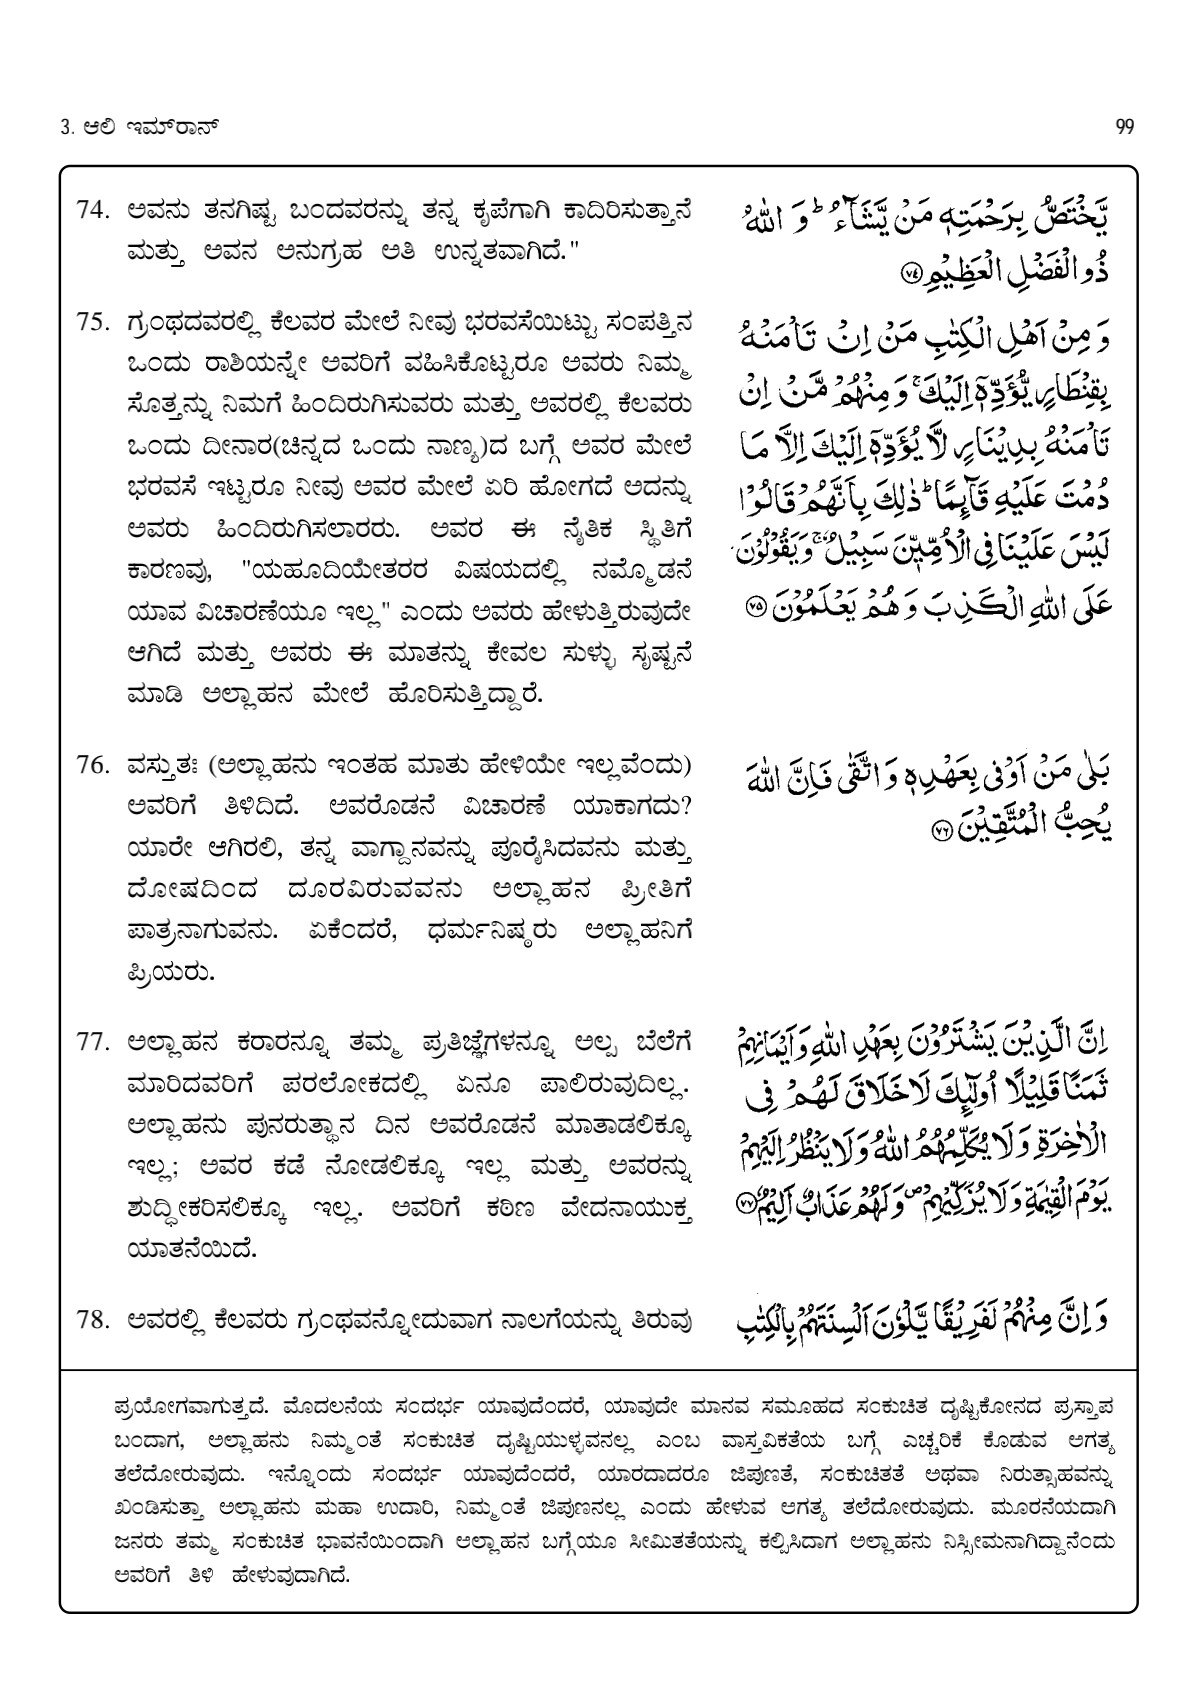 3. ಆಲಿ ಇಮ್‌ರಾನ್
99
74. ಅವನು ತನಗಿಷ್ಟ ಬಂದವರನ್ನು ತನ್ನ ಕೃಪೆಗಾಗಿ ಕಾದಿರಿಸುತ್ತಾನೆ
ಮತ್ತು ಅವನ ಅನುಗ್ರಹ ಅತಿ ಉನ್ನತವಾಗಿದೆ."
يَّخْتَصُّ بِرَحْمَتِهٖ مَنْ يَّشَآءُ ؕ وَ اللّٰهُ
ذُو الْفَضْلِ الْعَظِيْمِ ﴿٧٤﴾
75. ಗ್ರಂಥದವರಲ್ಲಿ ಕೆಲವರ ಮೇಲೆ ನೀವು ಭರವಸೆಯಿಟ್ಟು ಸಂಪತ್ತಿನ
ಒಂದು ರಾಶಿಯನ್ನೇ ಅವರಿಗೆ ವಹಿಸಿಕೊಟ್ಟರೂ ಅವರು ನಿಮ್ಮ
ಸೊತ್ತನ್ನು ನಿಮಗೆ ಹಿಂದಿರುಗಿಸುವರು ಮತ್ತು ಅವರಲ್ಲಿ ಕೆಲವರು
ಒಂದು ದೀನಾರ(ಚಿನ್ನದ ಒಂದು ನಾಣ್ಯ)ದ ಬಗ್ಗೆ ಅವರ ಮೇಲೆ
ಭರವಸೆ ಇಟ್ಟರೂ ನೀವು ಅವರ ಮೇಲೆ ಏರಿ ಹೋಗದೆ ಅದನ್ನು
ಅವರು ಹಿಂದಿರುಗಿಸಲಾರರು. ಅವರ ಈ ನೈತಿಕ ಸ್ಥಿತಿಗೆ
ಕಾರಣವು, "ಯಹೂದಿಯೇತರರ ವಿಷಯದಲ್ಲಿ ನಮ್ಮೊಡನೆ
ಯಾವ ವಿಚಾರಣೆಯೂ ಇಲ್ಲ" ಎಂದು ಅವರು ಹೇಳುತ್ತಿರುವುದೇ
ಆಗಿದೆ ಮತ್ತು ಅವರು ಈ ಮಾತನ್ನು ಕೇವಲ ಸುಳ್ಳು ಸೃಷ್ಟನೆ
ಮಾಡಿ ಅಲ್ಲಾಹನ ಮೇಲೆ ಹೊರಿಸುತ್ತಿದ್ದಾರೆ.
وَ مِنْ اَهْلِ الْكِتٰبِ مَنْ اِنْ تَاْمَنْهُ
بِقِنْطَارٍ يُّؤَدِّهٖۤ اِلَيْكَ ۚ وَ مِنْهُمْ مَّنْ اِنْ
تَاْمَنْهُ بِدِيْنَارٍ لَّا يُؤَدِّهٖۤ اِلَيْكَ اِلَّا مَا
دُمْتَ عَلَيْهِ قَآىِٕمًا ؕ ذٰلِكَ بِاَنَّهُمْ قَالُوْا
لَيْسَ عَلَيْنَا فِى الْاُمِّيّٖنَ سَبِيْلٌ ۚ وَ يَقُوْلُوْنَ
عَلَى اللّٰهِ الْكَذِبَ وَ هُمْ يَعْلَمُوْنَ ﴿٧٥﴾
76. ವಸ್ತುತಃ (ಅಲ್ಲಾಹನು ಇಂತಹ ಮಾತು ಹೇಳಿಯೇ ಇಲ್ಲವೆಂದು)
ಅವರಿಗೆ ತಿಳಿದಿದೆ. ಅವರೊಡನೆ ವಿಚಾರಣೆ ಯಾಕಾಗದು?
ಯಾರೇ ಆಗಿರಲಿ, ತನ್ನ ವಾಗ್ದಾನವನ್ನು ಪೂರೈಸಿದವನು ಮತ್ತು
ದೋಷದಿಂದ ದೂರವಿರುವವನು ಅಲ್ಲಾಹನ ಪ್ರೀತಿಗೆ
ಪಾತ್ರನಾಗುವನು. ಏಕೆಂದರೆ, ಧರ್ಮನಿಷ್ಠರು ಅಲ್ಲಾಹನಿಗೆ
ಪ್ರಿಯರು.
بَلٰى مَنْ اَوْفٰى بِعَهْدِهٖ وَ اتَّقٰى فَاِنَّ اللّٰهَ
يُحِبُّ الْمُتَّقِيْنَ ﴿٧٦﴾
77. ಅಲ್ಲಾಹನ ಕರಾರನ್ನೂ ತಮ್ಮ ಪ್ರತಿಜ್ಞೆಗಳನ್ನೂ ಅಲ್ಪ ಬೆಲೆಗೆ
ಮಾರಿದವರಿಗೆ ಪರಲೋಕದಲ್ಲಿ ಏನೂ ಪಾಲಿರುವುದಿಲ್ಲ.
ಅಲ್ಲಾಹನು ಪುನರುತ್ಥಾನ ದಿನ ಅವರೊಡನೆ ಮಾತಾಡಲಿಕ್ಕೂ
ಇಲ್ಲ; ಅವರ ಕಡೆ ನೋಡಲಿಕ್ಕೂ ಇಲ್ಲ ಮತ್ತು ಅವರನ್ನು
ಶುದ್ಧೀಕರಿಸಲಿಕ್ಕೂ ಇಲ್ಲ. ಅವರಿಗೆ ಕಠಿಣ ವೇದನಾಯುಕ್ತ
ಯಾತನೆಯಿದೆ.
اِنَّ الَّذِيْنَ يَشْتَرُوْنَ بِعَهْدِ اللّٰهِ وَ اَيْمَانِهِمْ
ثَمَنًا قَلِيْلًا اُولٰٓىِٕكَ لَا خَلَاقَ لَهُمْ فِى
الْاٰخِرَةِ وَ لَا يُكَلِّمُهُمُ اللّٰهُ وَ لَا يَنْظُرُ اِلَيْهِمْ
يَوْمَ الْقِيٰمَةِ وَ لَا يُزَكِّيْهِمْ ۪ وَ لَهُمْ عَذَابٌ اَلِيْمٌ ﴿٧٧﴾
78. ಅವರಲ್ಲಿ ಕೆಲವರು ಗ್ರಂಥವನ್ನೋದುವಾಗ ನಾಲಗೆಯನ್ನು ತಿರುವು
وَ اِنَّ مِنْهُمْ لَفَرِيْقًا يَّلْوٗنَ اَلْسِنَتَهُمْ بِالْكِتٰبِ
ಪ್ರಯೋಗವಾಗುತ್ತದೆ. ಮೊದಲನೆಯ ಸಂದರ್ಭ ಯಾವುದೆಂದರೆ, ಯಾವುದೇ ಮಾನವ ಸಮೂಹದ ಸಂಕುಚಿತ ದೃಷ್ಟಿಕೋನದ ಪ್ರಸ್ತಾಪ
ಬಂದಾಗ, ಅಲ್ಲಾಹನು ನಿಮ್ಮಂತೆ ಸಂಕುಚಿತ ದೃಷ್ಟಿಯುಳ್ಳವನಲ್ಲ ಎಂಬ ವಾಸ್ತವಿಕತೆಯ ಬಗ್ಗೆ ಎಚ್ಚರಿಕೆ ಕೊಡುವ ಅಗತ್ಯ
ತಲೆದೋರುವುದು. ಇನ್ನೊಂದು ಸಂದರ್ಭ ಯಾವುದೆಂದರೆ, ಯಾರದಾದರೂ ಜಿಪುಣತೆ, ಸಂಕುಚಿತತೆ ಅಥವಾ ನಿರುತ್ಸಾಹವನ್ನು
ಖಂಡಿಸುತ್ತಾ ಅಲ್ಲಾಹನು ಮಹಾ ಉದಾರಿ, ನಿಮ್ಮಂತೆ ಜಿಪುಣನಲ್ಲ ಎಂದು ಹೇಳುವ ಅಗತ್ಯ ತಲೆದೋರುವುದು. ಮೂರನೆಯದಾಗಿ
ಜನರು ತಮ್ಮ ಸಂಕುಚಿತ ಭಾವನೆಯಿಂದಾಗಿ ಅಲ್ಲಾಹನ ಬಗ್ಗೆಯೂ ಸೀಮಿತತೆಯನ್ನು ಕಲ್ಪಿಸಿದಾಗ ಅಲ್ಲಾಹನು ನಿಸ್ಸೀಮನಾಗಿದ್ದಾನೆಂದು
ಅವರಿಗೆ ತಿಳಿ ಹೇಳುವುದಾಗಿದೆ.